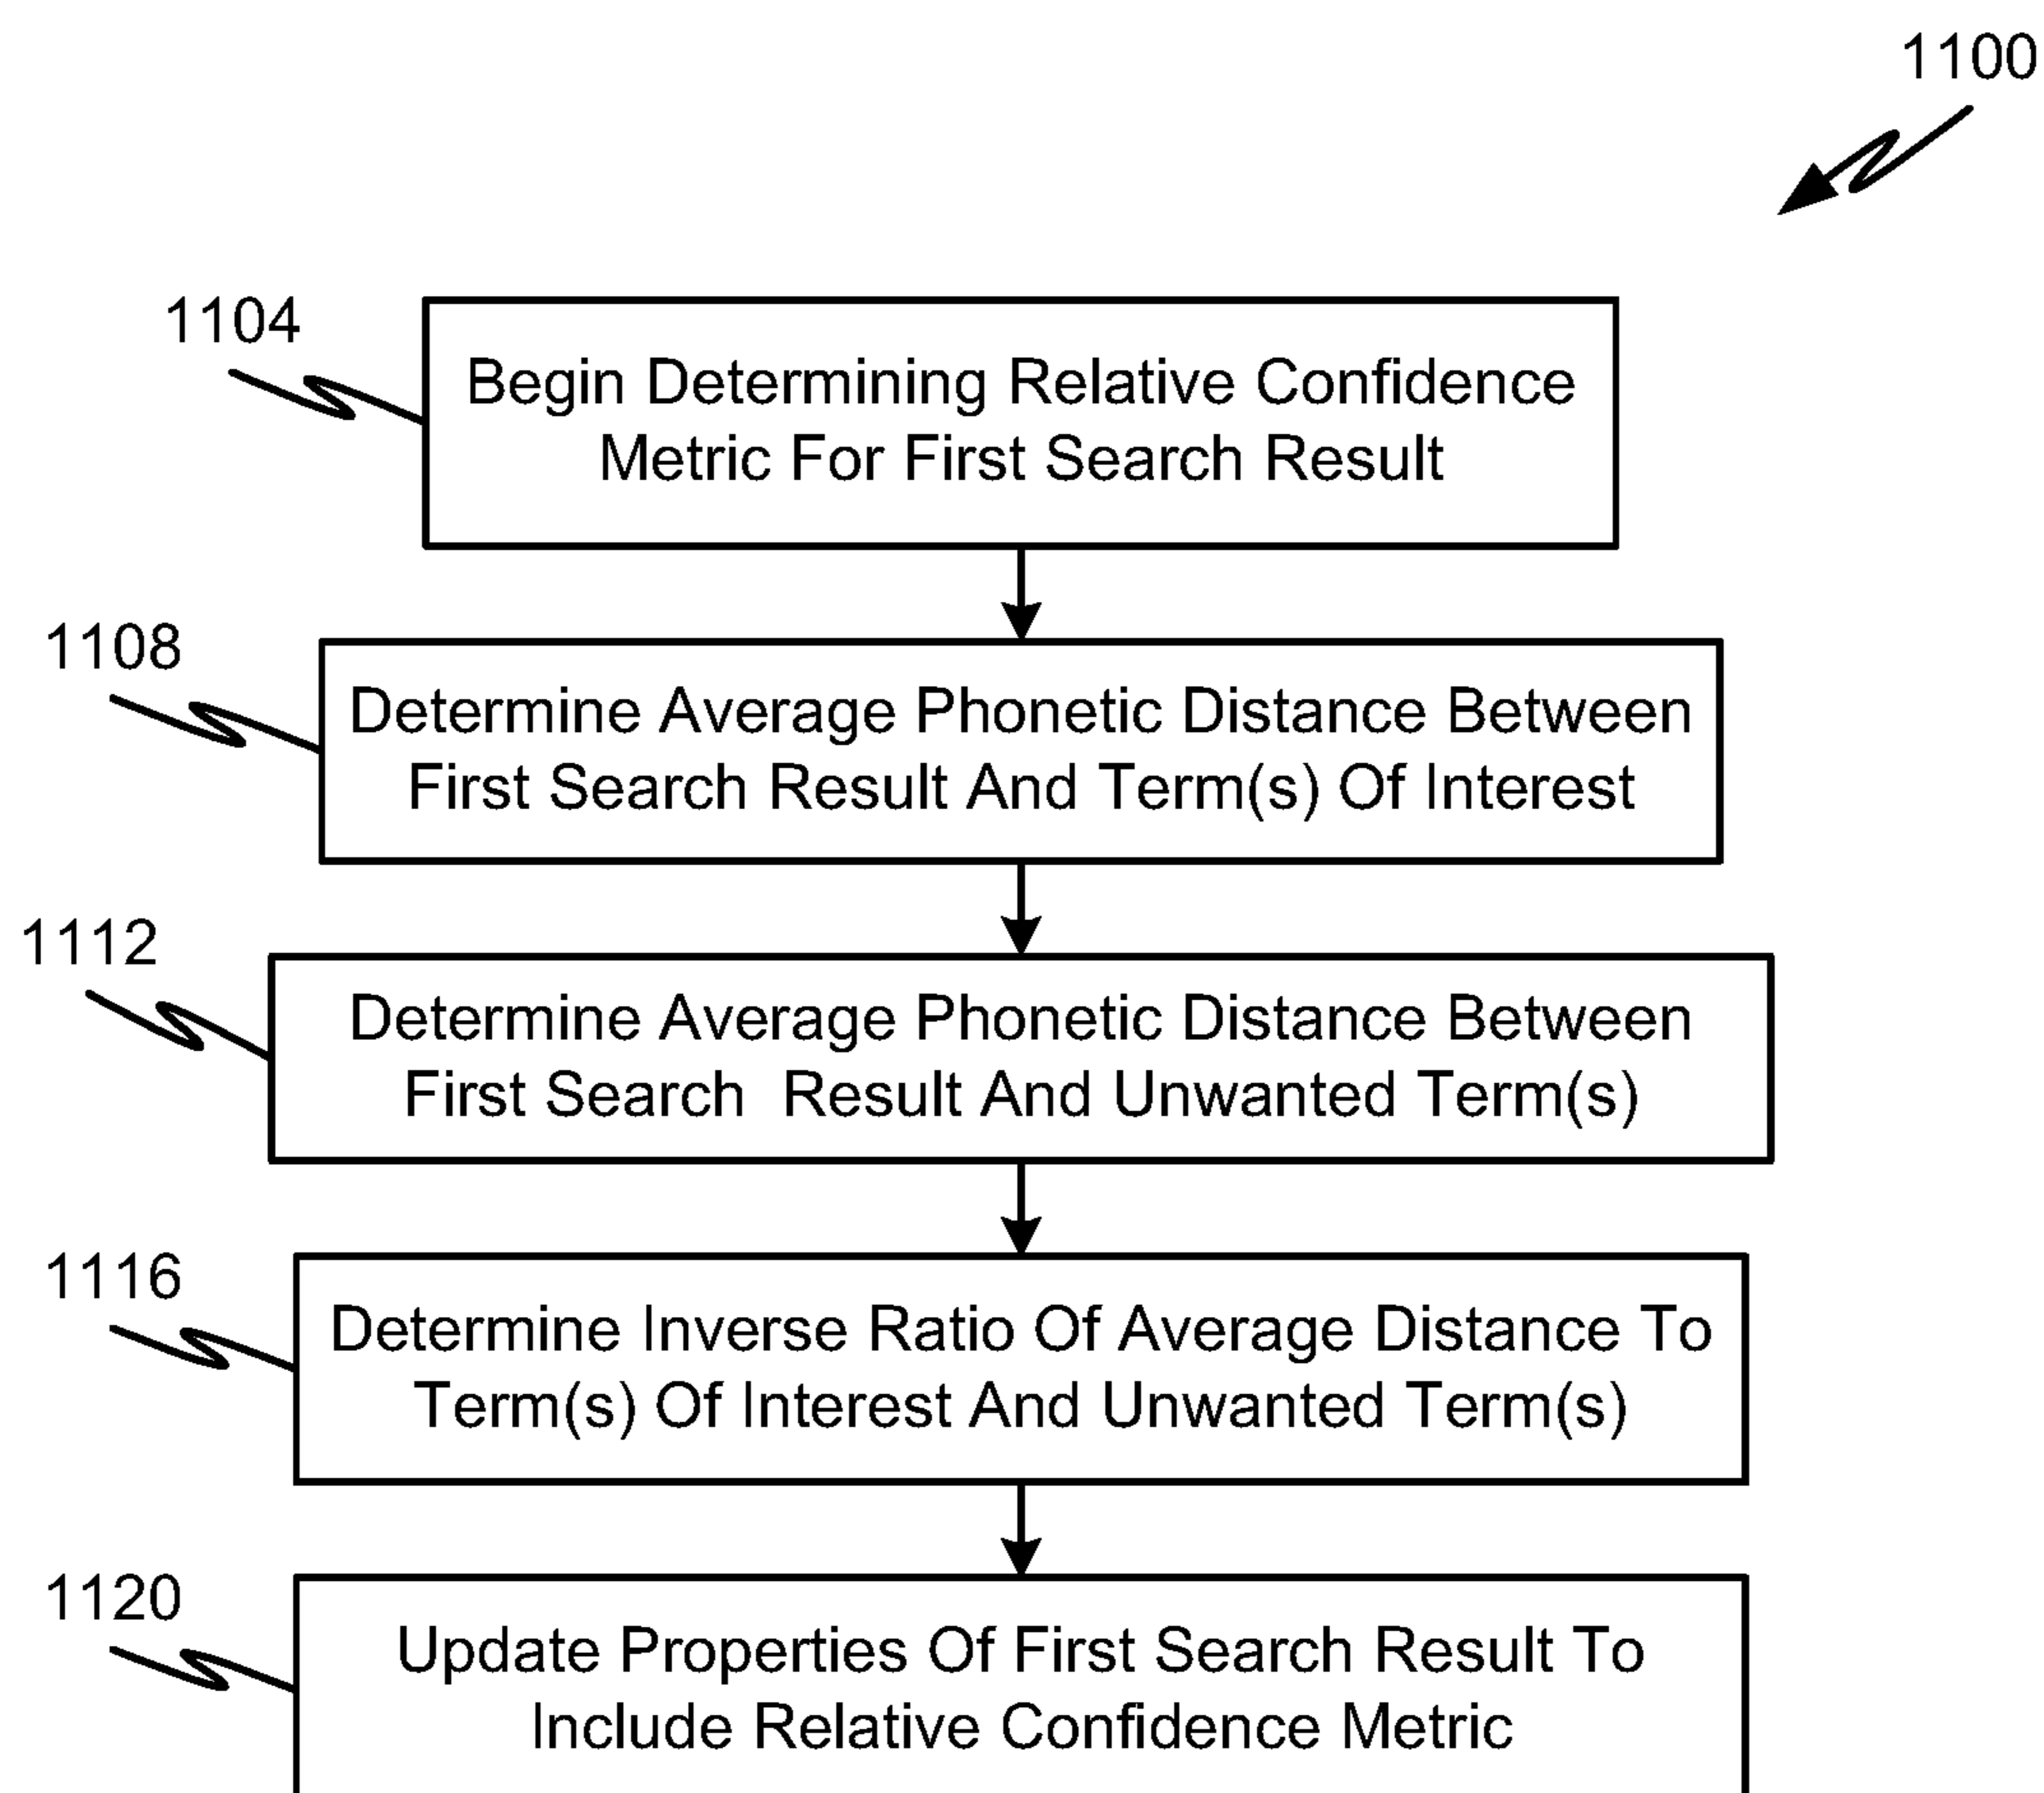 1100
1104
Begin Determining Relative Confidence
Metric For First Search Result
1108
Determine Average Phonetic Distance Between
First Search Result And Term(s) Of Interest
1112
Determine Average Phonetic Distance Between
First Search Result And Unwanted Term(s)
1116
Determine Inverse Ratio Of Average Distance To
Term(s) Of Interest And Unwanted Term(s)
1120
Update Properties Of First Search Result To
Include Relative Confidence Metric